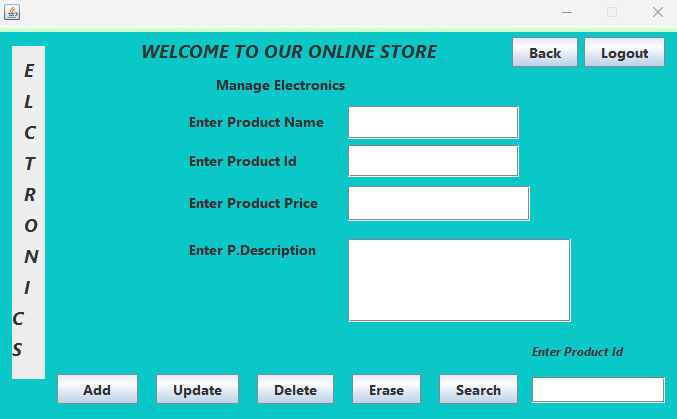 WELCOME TO OUR ONLINE STORE
Back
Logout
Manage Electronics
E
L
C
T
R
O
N
I
C
S
Enter Product Name
Enter Product Id
Enter Product Price
Enter P.Description
Enter Product Id
Add
Update
Delete
Erase
Search